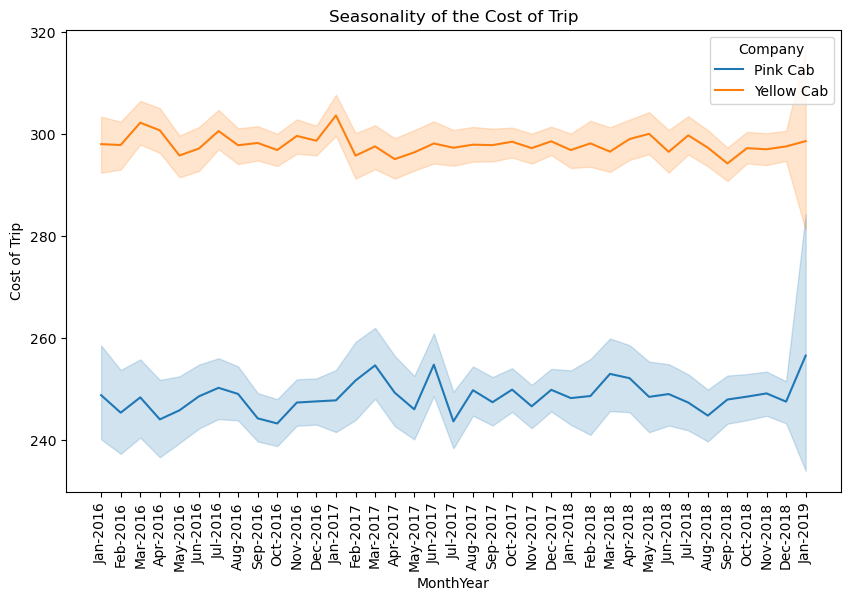 Seasonality of the Cost of Trip
320
300
280
260
240
Cost of Trip
Company
Pink Cab
Yellow Cab
Jan-2016
Feb-2016
Mar-2016
Apr-2016
May-2016
Jun-2016
Jul-2016
Aug-2016
Sep-2016
Oct-2016
Nov-2016
Dec-2016
Jan-2017
Feb-2017
Mar-2017
Apr-2017
May-2017
Jun-2017
Jul-2017
Aug-2017
Sep-2017
Oct-2017
Nov-2017
Dec-2017
Jan-2018
Feb-2018
Mar-2018
Apr-2018
May-2018
Jun-2018
Jul-2018
Aug-2018
Sep-2018
Oct-2018
Nov-2018
Dec-2018
Jan-2019
MonthYear